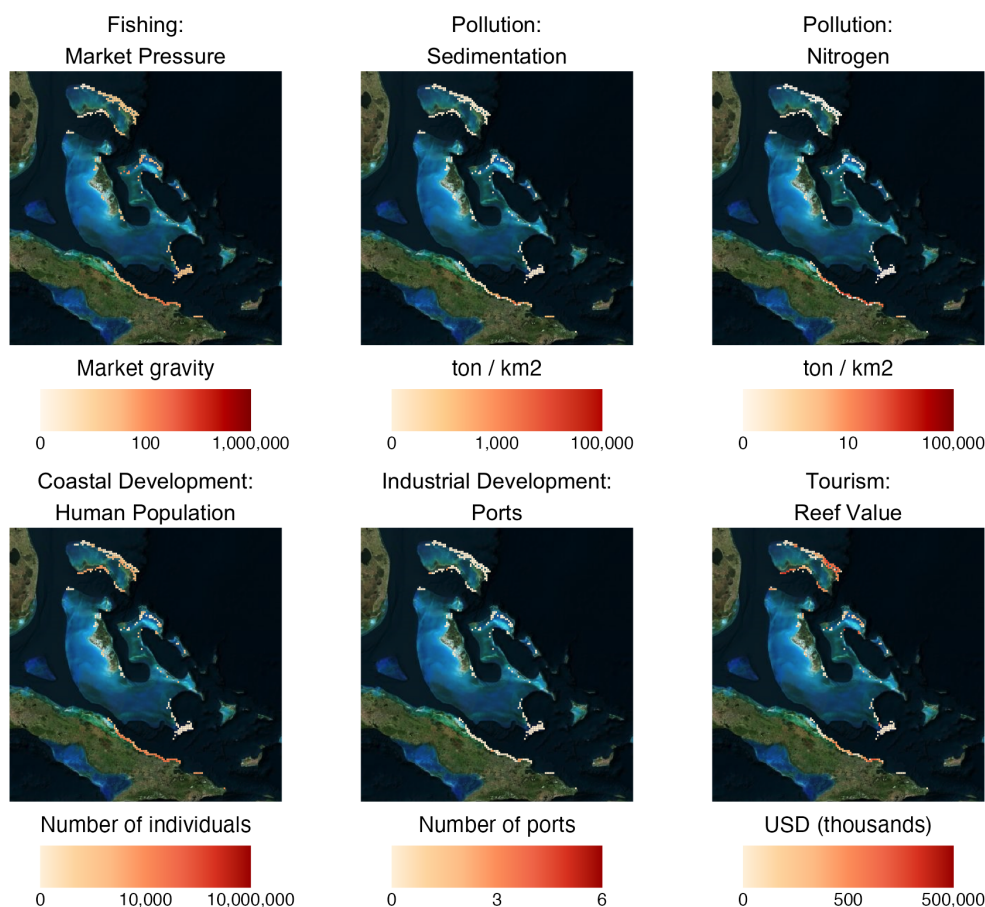 Fishing:
Market Pressure
Pollution:
Sedimentation
Pollution:
Nitrogen
Market gravity
0 100 1,000,000
ton / km2
0 1,000 100,000
ton / km2
0 10 100,000
Coastal Development:
Human Population
Industrial Development:
Ports
Tourism:
Reef Value
Number of individuals
0 10,000 10,000,000
Number of ports
0 3 6
USD (thousands)
0 500 500,000